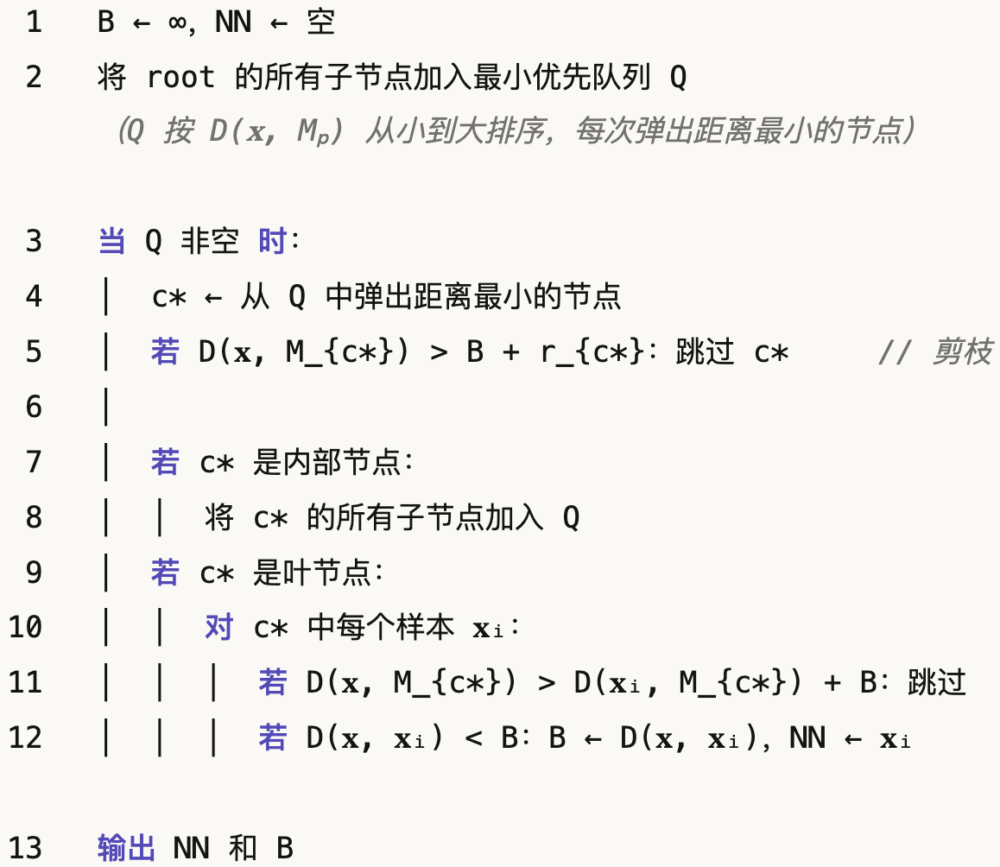 1 B ← ∞, NN ← 空
2 将 root 的所有子节点加入最小优先队列 Q
（Q 按 D(x, Mₚ) 从小到大排序，每次弹出距离最小的节点）
3 当 Q 非空 时：
4 │ c* ← 从 Q 中弹出距离最小的节点
5 │ 若 D(x, M_{c*}) > B + r_{c*}：跳过 c* // 剪枝
6 │
7 │ 若 c* 是内部节点：
8 │ │ 将 c* 的所有子节点加入 Q
9 │ 若 c* 是叶节点：
10 │ │ 对 c* 中每个样本 xᵢ：
11 │ │ │ 若 D(x, M_{c*}) > D(xᵢ, M_{c*}) + B：跳过
12 │ │ │ 若 D(x, xᵢ) < B：B ← D(x, xᵢ), NN ← xᵢ
13 输出 NN 和 B